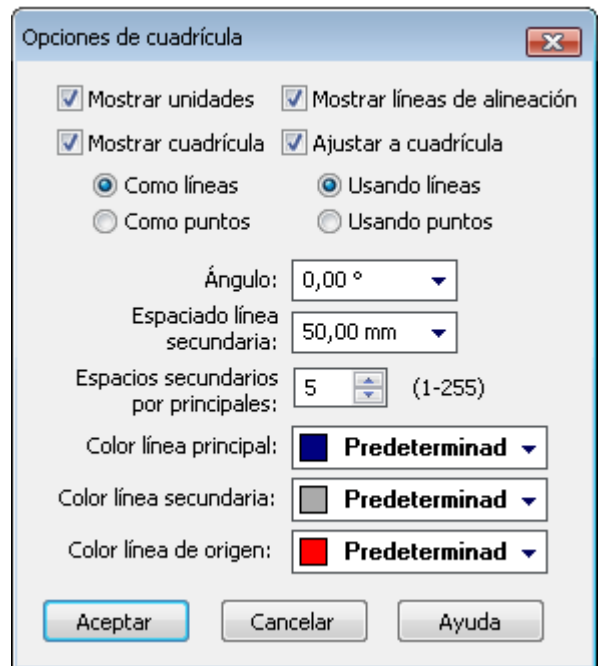 Opciones de cuadrícula
Mostrar unidades Mostrar líneas de alineación
Mostrar cuadrícula Ajustar a cuadrícula
Como líneas Usando líneas
Como puntos Usando puntos
Ángulo: 0,00 °
Espaciado línea
secundaria: 50,00 mm
Espacios secundarios
por principales: 5 (1-255)
Color línea principal: Predeterminad
Color línea secundaria: Predeterminad
Color línea de origen: Predeterminad
Aceptar Cancelar Ayuda